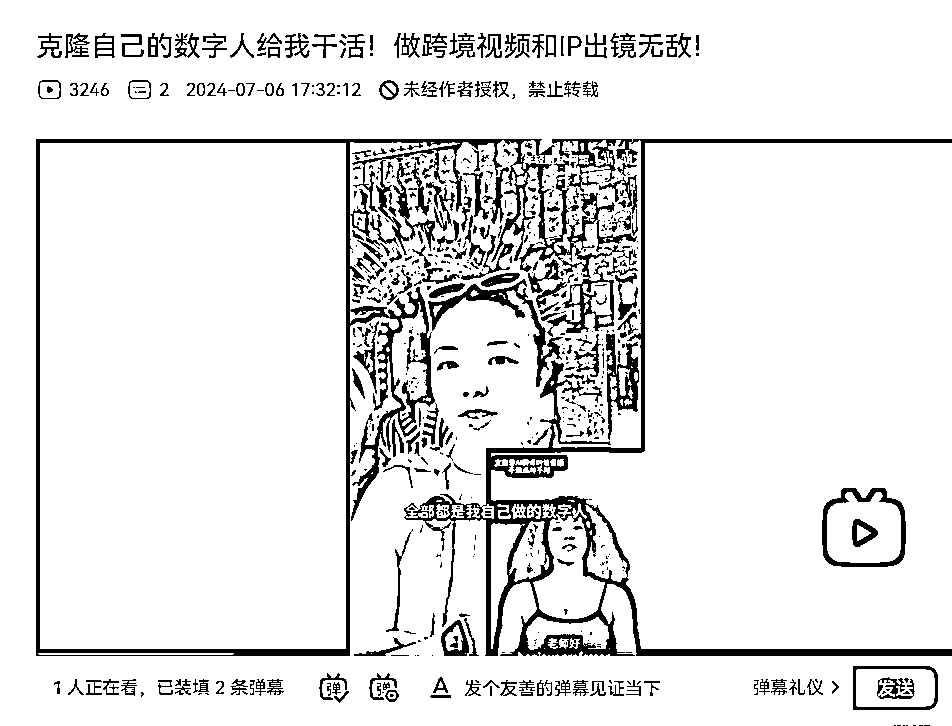 克隆自己的数字人给我干活！做跨境视频和IP出镜无敌！
3246 2 2024-07-06 17:32:12 未经作者授权，禁止转载
全部都是我自己做的数字人
老师好
1 人正在看，已装填 2 条弹幕 弹 弹 A 发个友善的弹幕见证当下 弹幕礼仪 发送